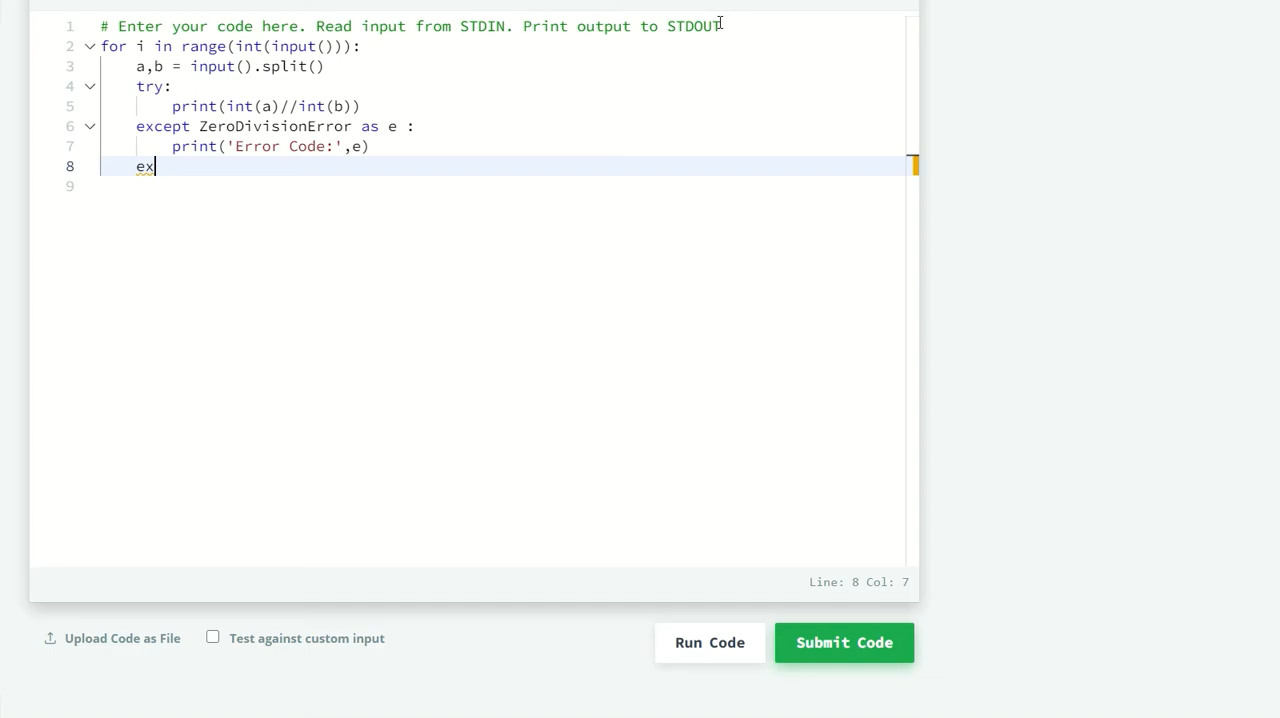 1 # Enter your code here. Read input from STDIN. Print output to STDOUT
2 for i in range(int(input())):
3     a,b = input().split()
4     try:
5         print(int(a)//int(b))
6     except ZeroDivisionError as e :
7         print('Error Code:',e)
8     ex
9
Line: 8 Col: 7
Upload Code as File Test against custom input Run Code Submit Code